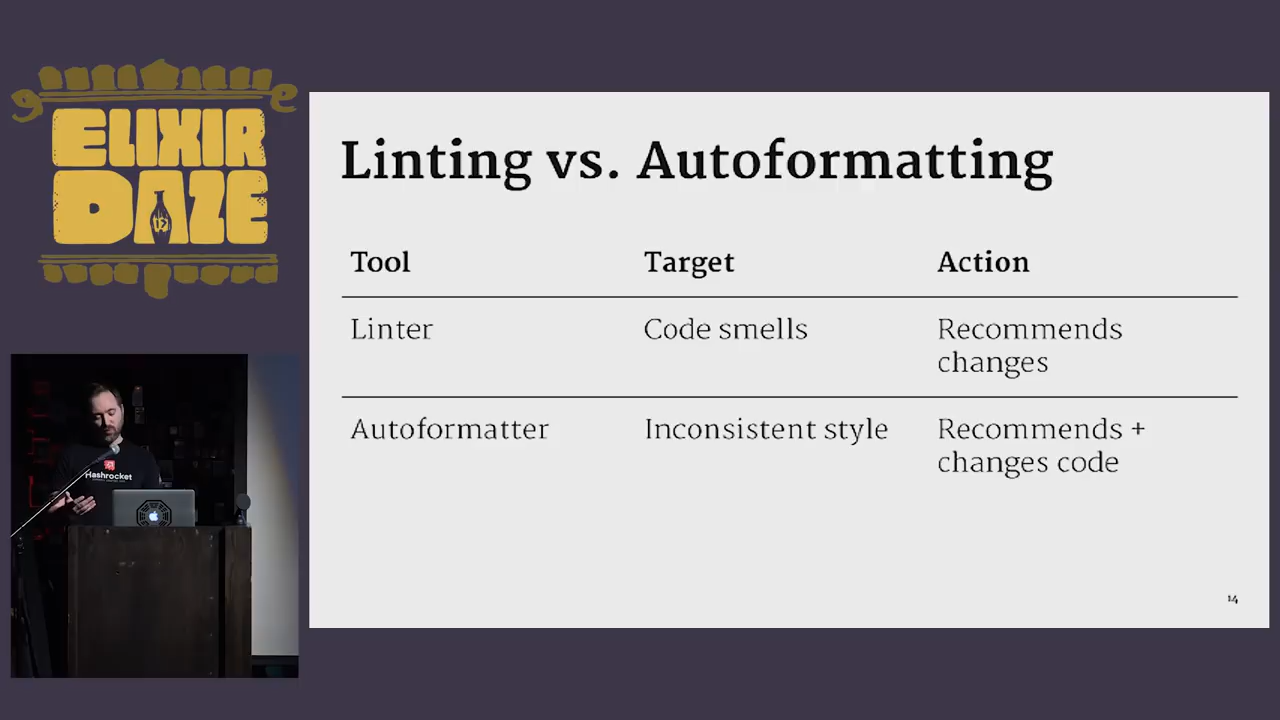 ELIXIR
DAZE
Linting vs. Autoformatting
Tool Target Action
Linter Code smells Recommends
changes
Autoformatter Inconsistent style Recommends +
changes code
Hashrocket
14